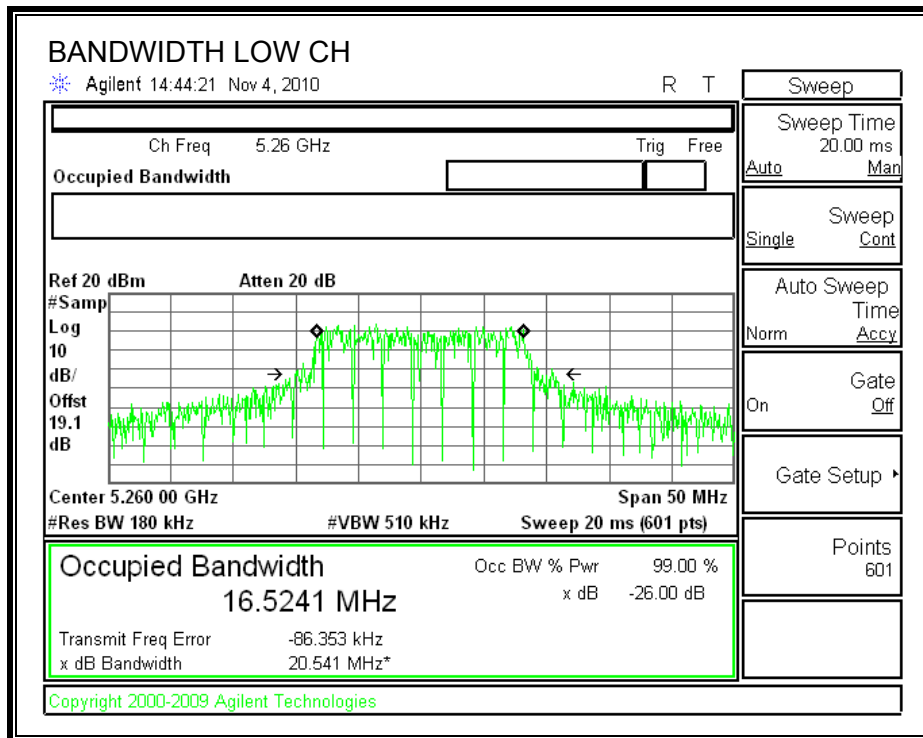 BANDWIDTH LOW CH
Agilent 14:44:21 Nov 4, 2010 R T
Ch Freq 5.26 GHz Trig Free
Occupied Bandwidth
Ref 20 dBm Atten 20 dB
#Samp
Log
10
dB/
Offst
19.1
dB
Center 5.260 00 GHz Span 50 MHz
#Res BW 180 kHz #VBW 510 kHz Sweep 20 ms (601 pts)
Occupied Bandwidth Occ BW % Pwr 99.00 %
16.5241 MHz x dB -26.00 dB
Transmit Freq Error -86.353 kHz
x dB Bandwidth 20.541 MHz*
Copyright 2000-2009 Agilent Technologies
Sweep
Sweep Time
20.00 ms
Auto Man
Sweep
Single Cont
Auto Sweep
Time
Norm Accy
Gate
On Off
Gate Setup
Points
601